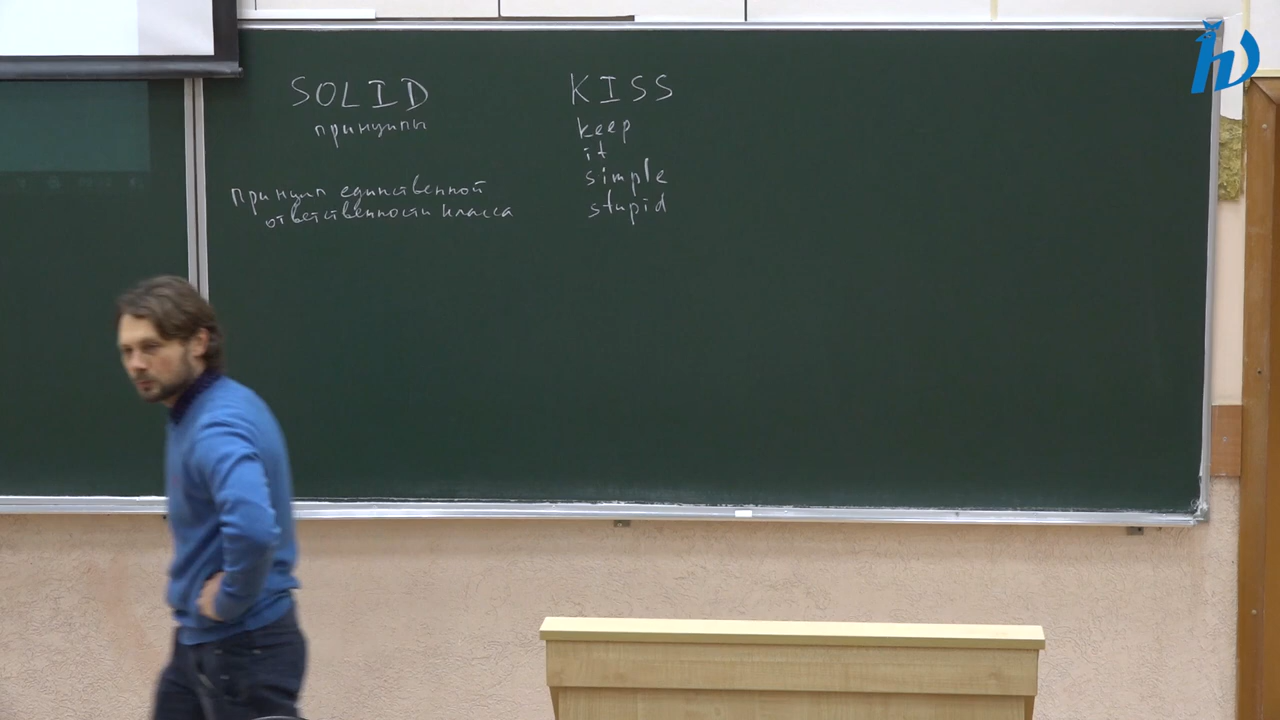 SOLID
принципы
принцип единственной
ответственности класса
KISS
keep
it
simple
stupid